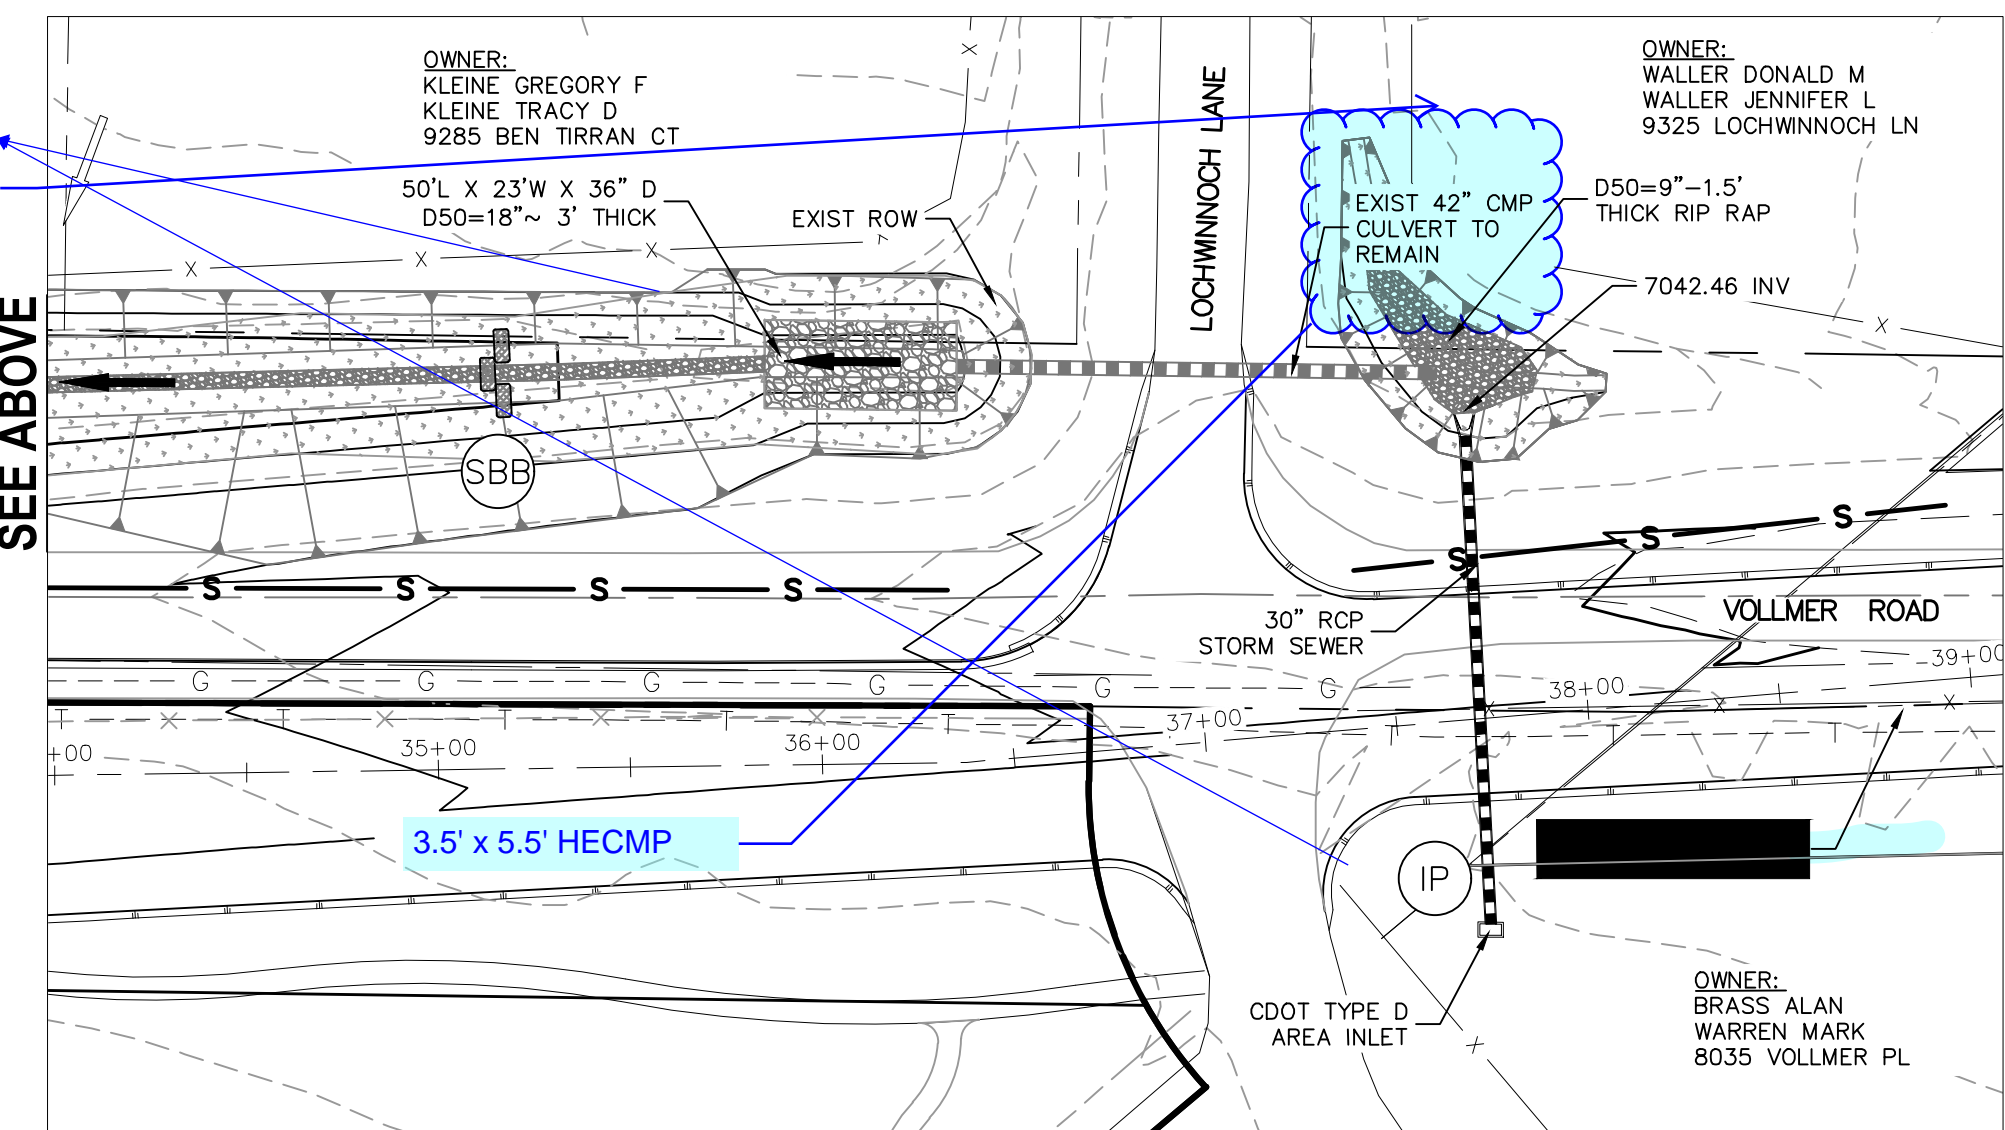 OWNER:
KLEINE GREGORY F
KLEINE TRACY D
9285 BEN TIRRAN CT
OWNER:
WALLER DONALD M
WALLER JENNIFER L
9325 LOCHWINNOCH LN
50'L X 23'W X 36" D
D50=18"~ 3' THICK
EXIST ROW
LOCHWINNOCH LANE
EXIST 42" CMP
CULVERT TO
REMAIN
D50=9"-1.5'
THICK RIP RAP
7042.46 INV
SEE ABOVE
X X X X X
SBB
S S S S
S S S
30" RCP
STORM SEWER
VOLLMER ROAD
G G G G G G
T T T T T T T T
X X X X X X X
+00 35+00 36+00 37+00 38+00 39+00
3.5' x 5.5' HECMP
IP
CDOT TYPE D
AREA INLET
X
OWNER:
BRASS ALAN
WARREN MARK
8035 VOLLMER PL